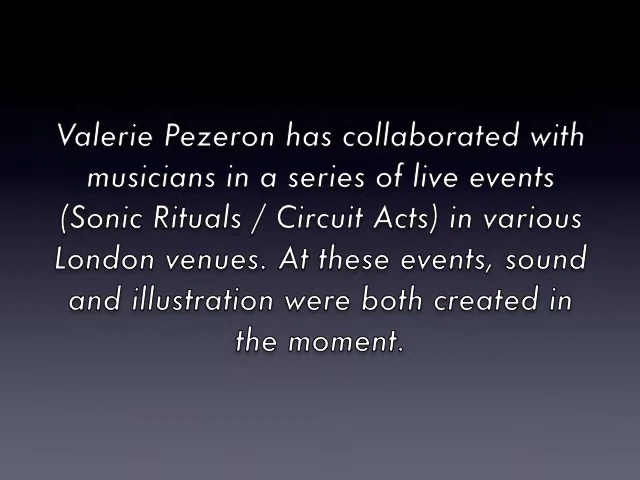 Valerie Pezeron has collaborated with
musicians in a series of live events
(Sonic Rituals / Circuit Acts) in various
London venues. At these events, sound
and illustration were both created in
the moment.